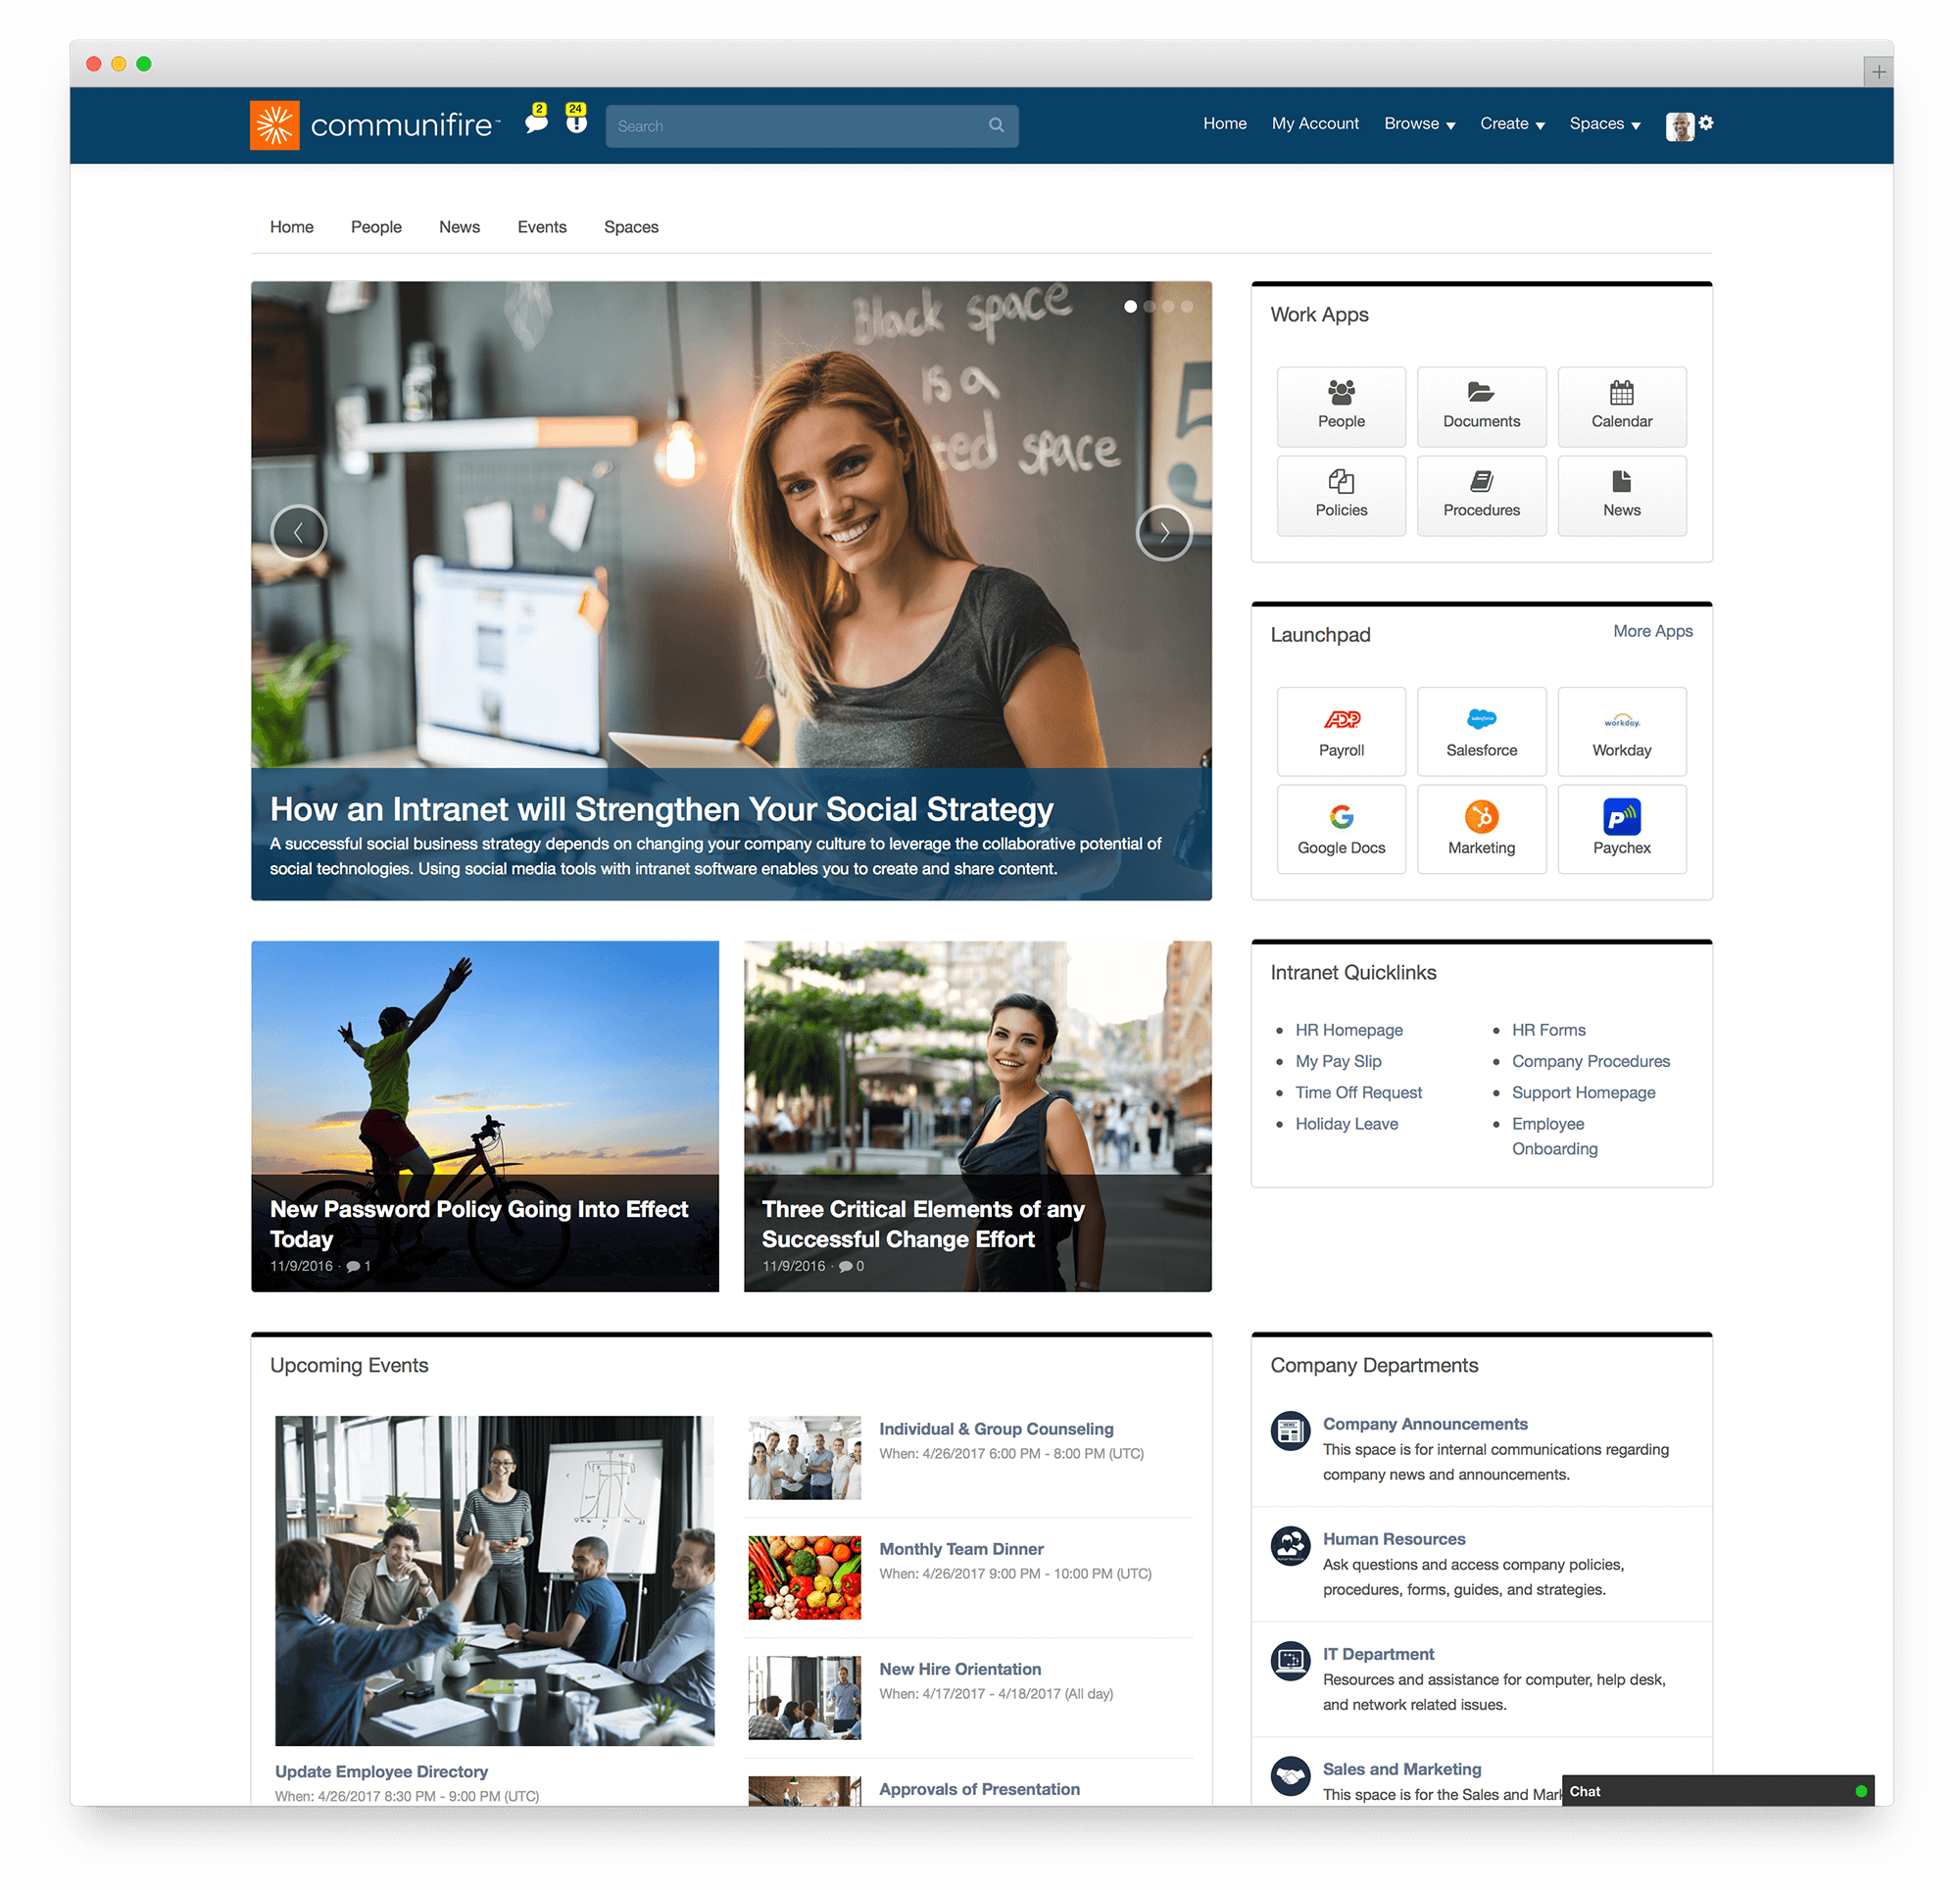 communifire™
2
24
Search
Home
My Account
Browse
Create
Spaces
Home
People
News
Events
Spaces
Black space
is a
ted space
5
How an Intranet will Strengthen Your Social Strategy
A successful social business strategy depends on changing your company culture to leverage the collaborative potential of
social technologies. Using social media tools with intranet software enables you to create and share content.
Work Apps
People
Documents
Calendar
Policies
Procedures
News
Launchpad
More Apps
ADP
Payroll
salesforce
Salesforce
workday.
Workday
G
Google Docs
Marketing
P
Paychex
New Password Policy Going Into Effect
Today
11/9/2016 · 1
Three Critical Elements of any
Successful Change Effort
11/9/2016 · 0
Intranet Quicklinks
HR Homepage
My Pay Slip
Time Off Request
Holiday Leave
HR Forms
Company Procedures
Support Homepage
Employee
Onboarding
Upcoming Events
Update Employee Directory
When: 4/26/2017 8:30 PM - 9:00 PM (UTC)
Individual & Group Counseling
When: 4/26/2017 6:00 PM - 8:00 PM (UTC)
Monthly Team Dinner
When: 4/26/2017 9:00 PM - 10:00 PM (UTC)
New Hire Orientation
When: 4/17/2017 - 4/18/2017 (All day)
Approvals of Presentation
Company Departments
NEWS
Company Announcements
This space is for internal communications regarding
company news and announcements.
Human Resources
Human Resources
Ask questions and access company policies,
procedures, forms, guides, and strategies.
IT Department
Resources and assistance for computer, help desk,
and network related issues.
Sales and Marketing
This space is for the Sales and Mar
Chat